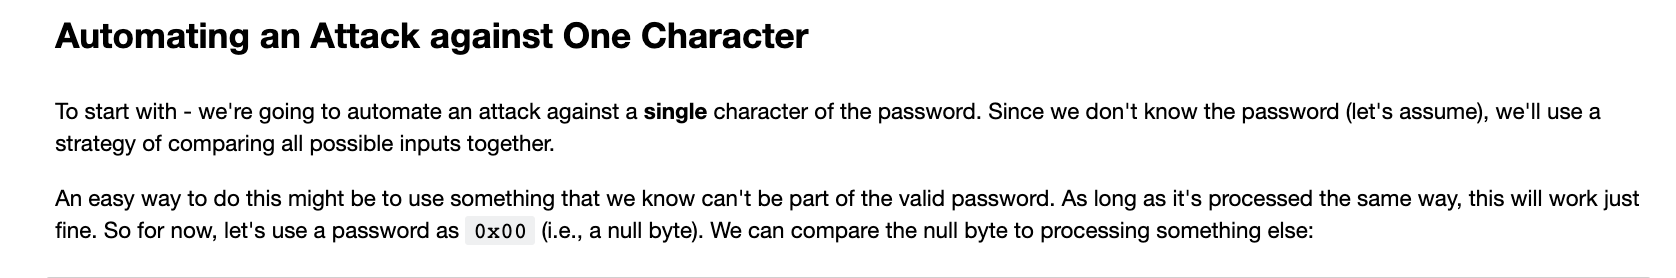 Automating an Attack against One Character
To start with - we're going to automate an attack against a single character of the password. Since we don't know the password (let's assume), we'll use a
strategy of comparing all possible inputs together.
An easy way to do this might be to use something that we know can't be part of the valid password. As long as it's processed the same way, this will work just
fine. So for now, let's use a password as 0x00 (i.e., a null byte). We can compare the null byte to processing something else: